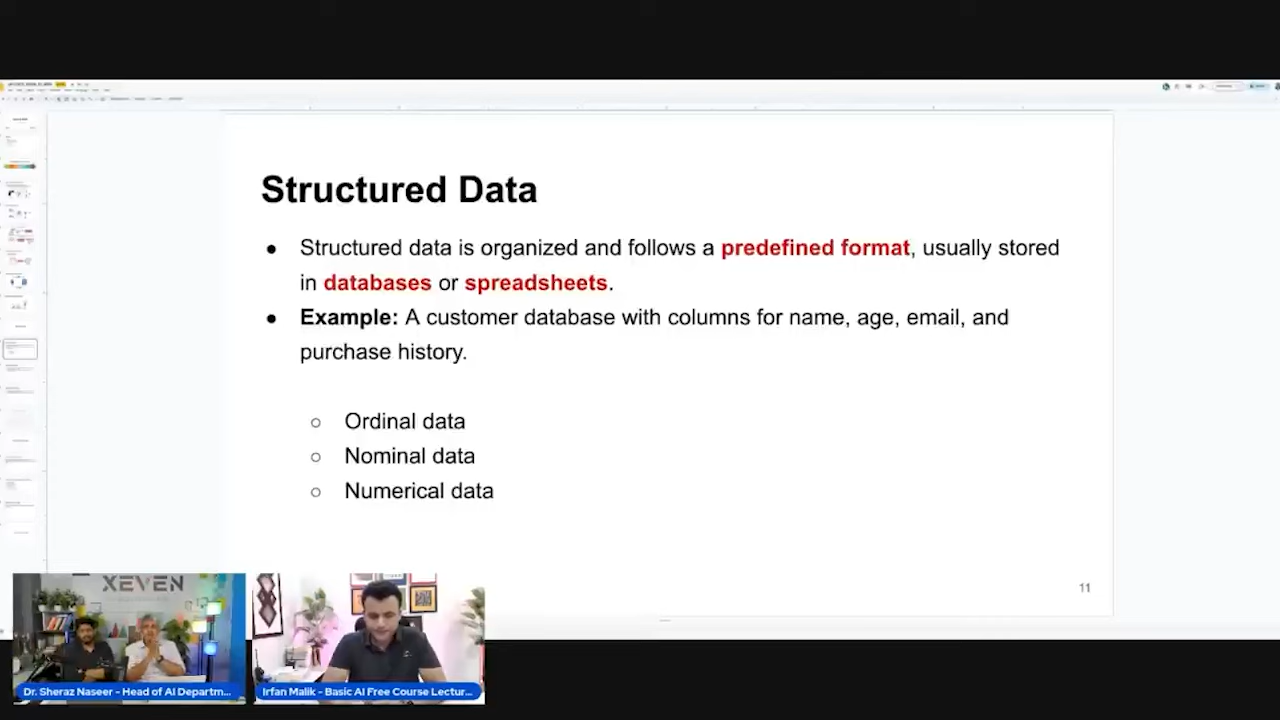 Structured Data
● Structured data is organized and follows a predefined format, usually stored
in databases or spreadsheets.
● Example: A customer database with columns for name, age, email, and
purchase history.
○ Ordinal data
○ Nominal data
○ Numerical data
11
XEVEN
Dr. Sheraz Naseer - Head of AI Departm...
Irfan Malik - Basic AI Free Course Lectur...